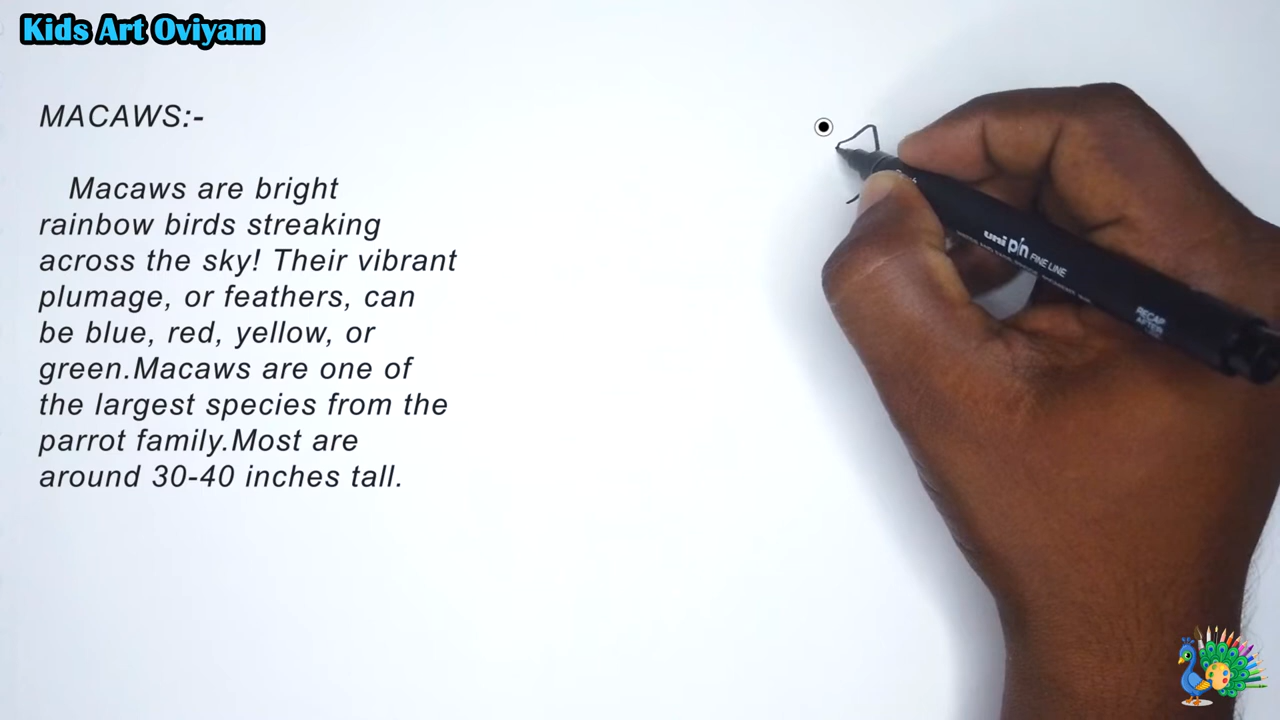 Kids Art Oviyam
MACAWS:-
Macaws are bright
rainbow birds streaking
across the sky! Their vibrant
plumage, or feathers, can
be blue, red, yellow, or
green.Macaws are one of
the largest species from the
parrot family.Most are
around 30-40 inches tall.
uni pin FINE LINE
RECAP
AFTER